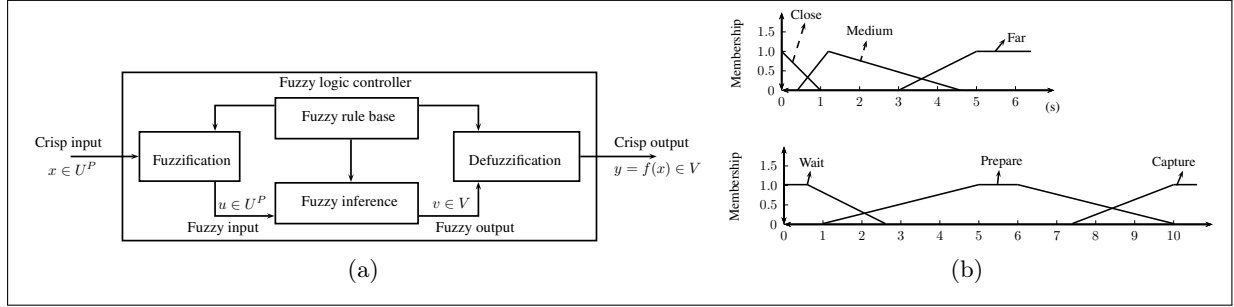 Fuzzy logic controller
Fuzzy rule base
Crisp input
x ∈ U^P
Fuzzification
Defuzzification
Crisp output
y = f(x) ∈ V
u ∈ U^P
Fuzzy inference
v ∈ V
Fuzzy input
Fuzzy output
(a)
Close
Medium
Far
Membership
1.5
1.0
0.5
0
0 1 2 3 4 5 6 (s)
Wait
Prepare
Capture
Membership
1.5
1.0
0.5
0
0 1 2 3 4 5 6 7 8 9 10
(b)